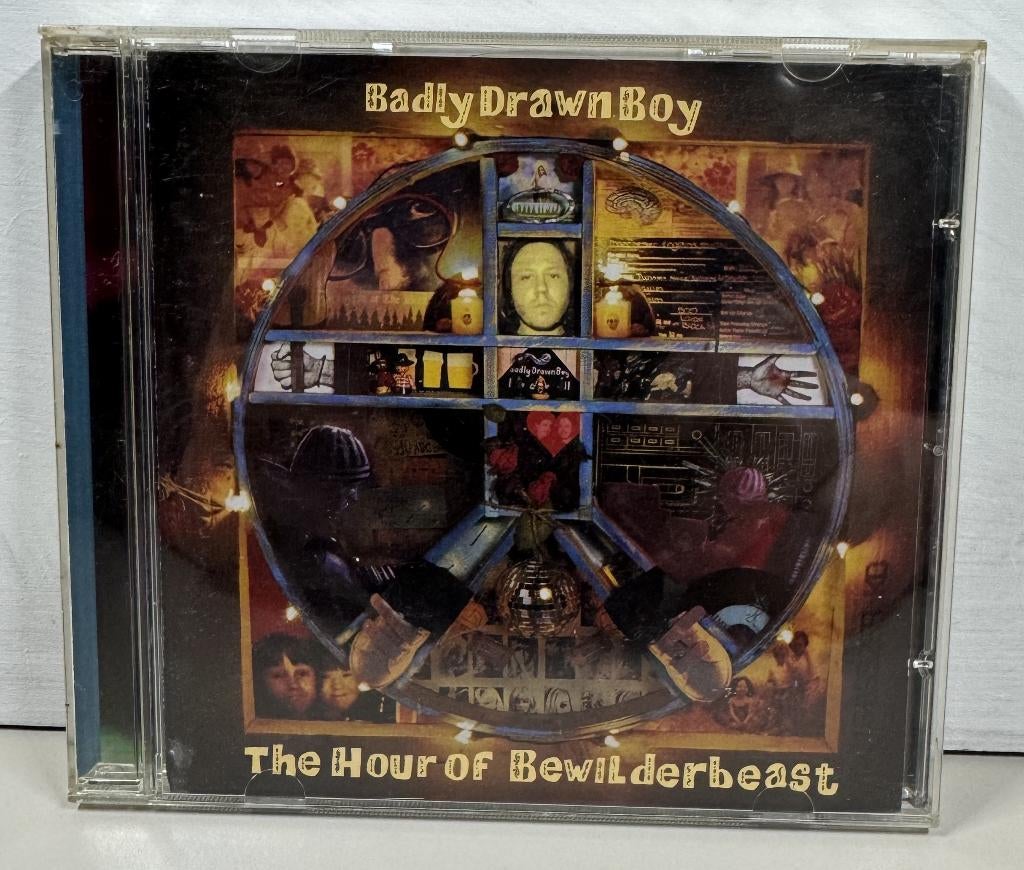 Badly Drawn Boy
Badly Drawn Boy
The Hour of Bewilderbeast